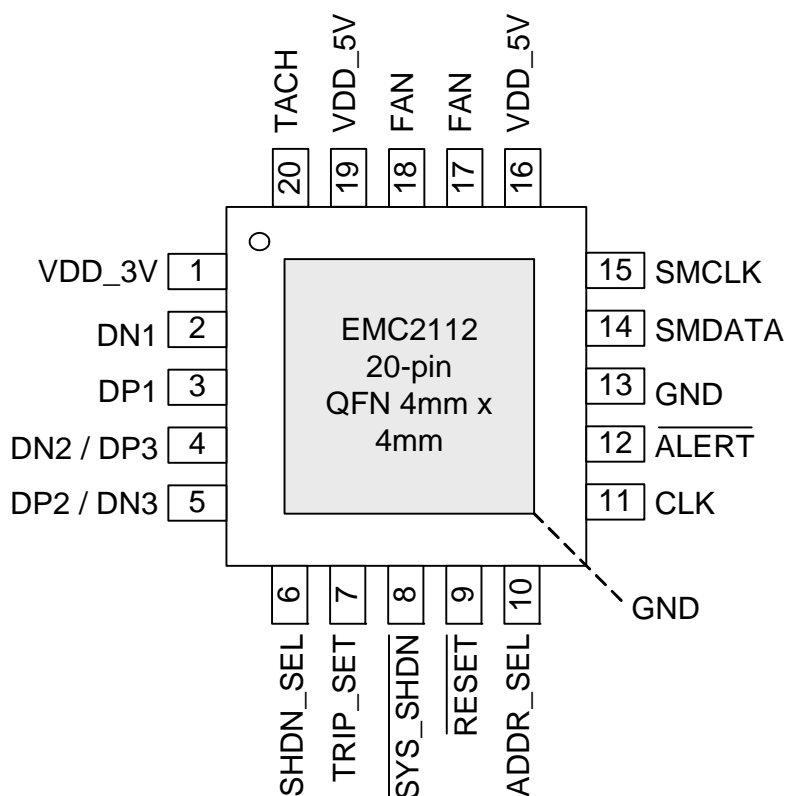 TACH
VDD_5V
FAN
FAN
VDD_5V
20
19
18
17
16
VDD_3V 1
DN1 2
DP1 3
DN2 / DP3 4
DP2 / DN3 5
EMC2112
20-pin
QFN 4mm x
4mm
15 SMCLK
14 SMDATA
13 GND
12 ALERT
11 CLK
GND
6
7
8
9
10
SHDN_SEL
TRIP_SET
SYS_SHDN
RESET
ADDR_SEL